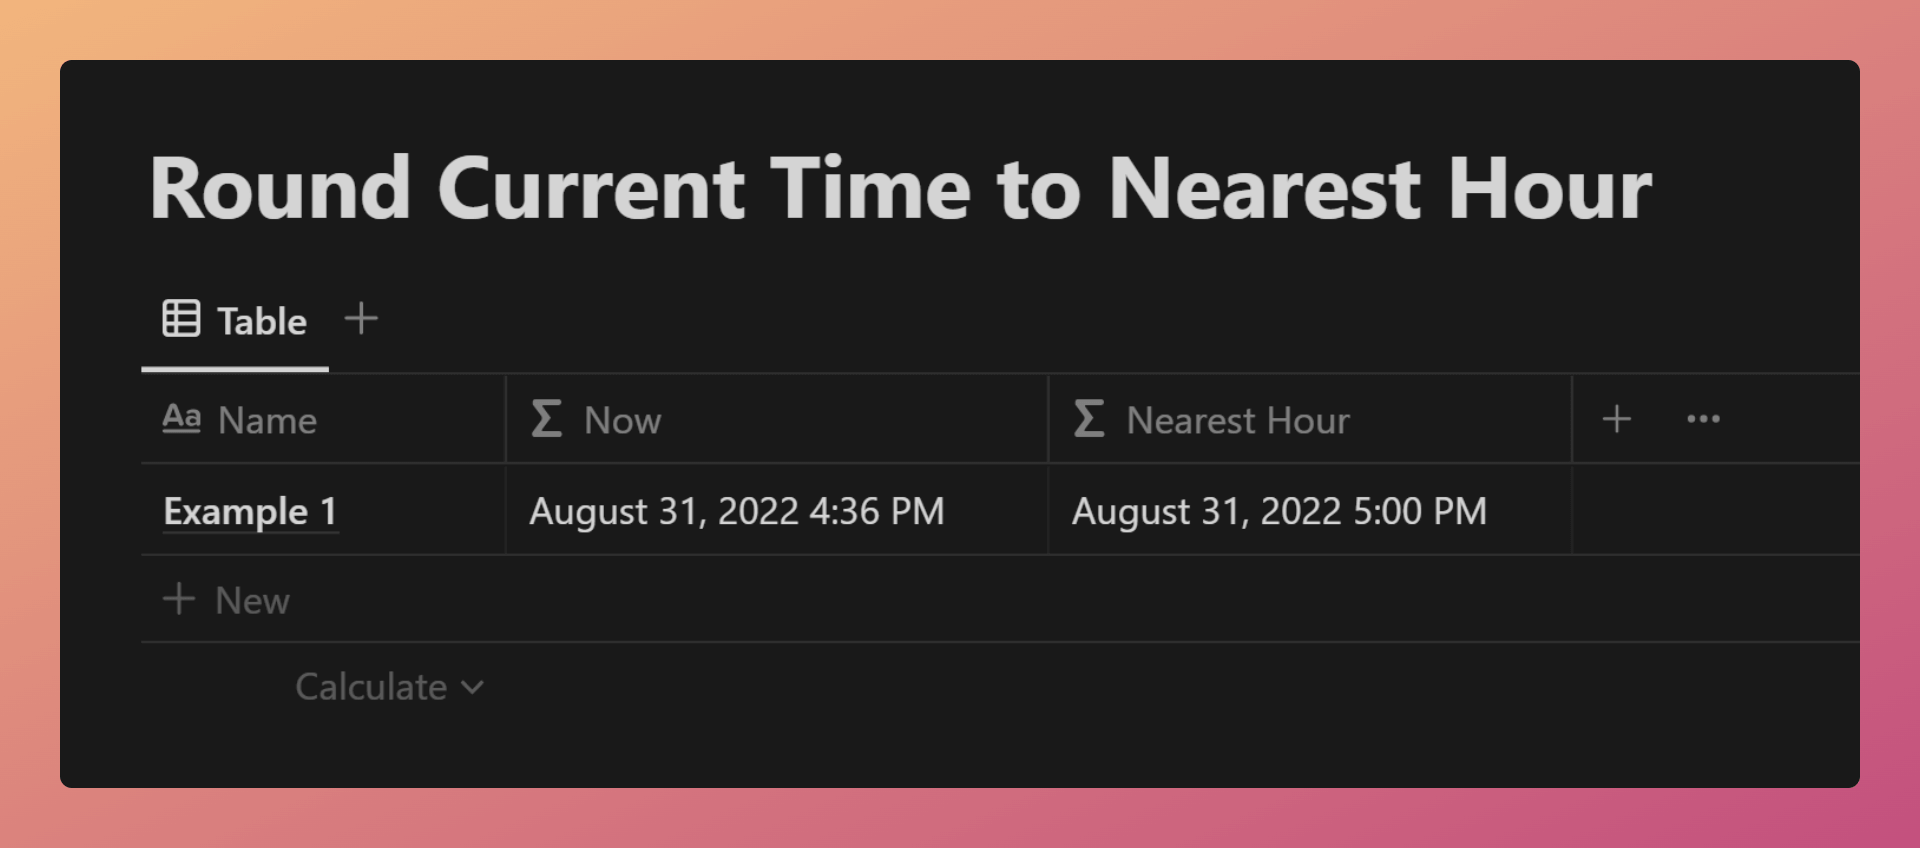 Round Current Time to Nearest Hour
Table
Aa Name Now Nearest Hour
Example 1 August 31, 2022 4:36 PM August 31, 2022 5:00 PM
New
Calculate